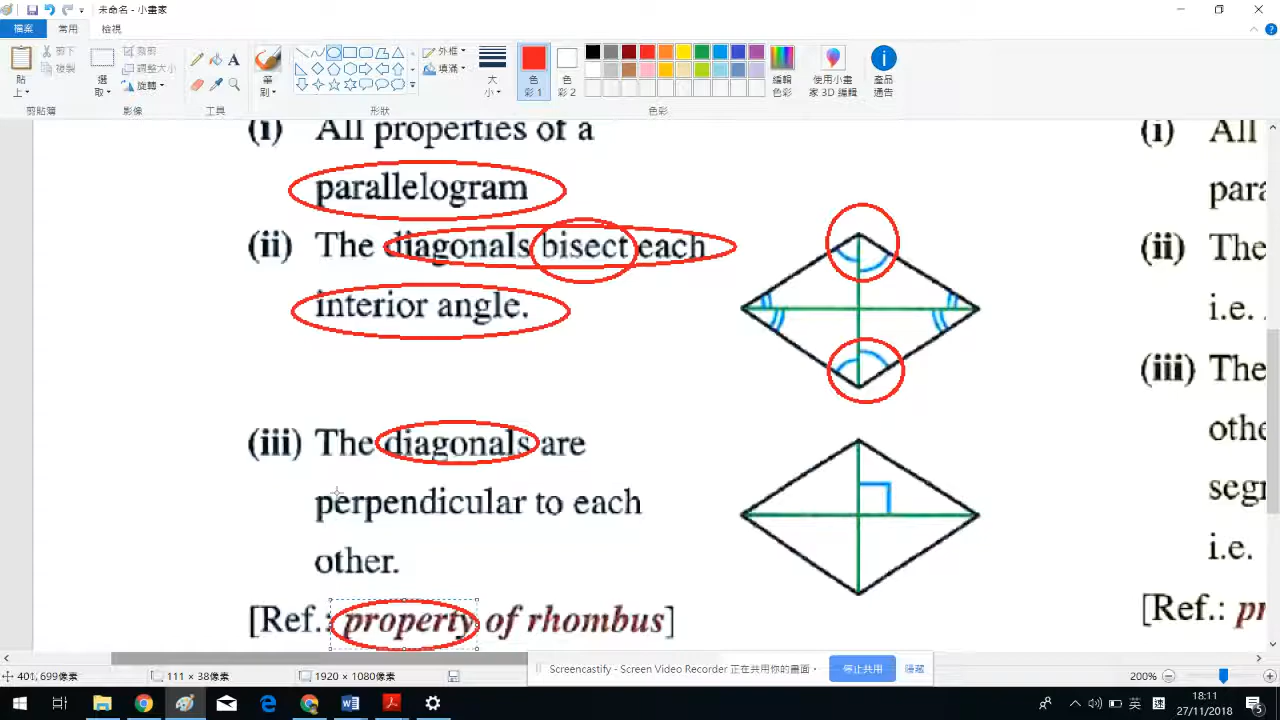 未命名 - 小畫家
檔案 常用 檢視
貼上 剪下 複製 選取 裁剪 調整大小 旋轉 筆刷 外框 填滿 大小 色彩 1 色彩 2 編輯色彩 使用小畫家 3D 編輯 產品通告
剪貼簿 影像 工具 形狀 色彩
(i) All properties of a
parallelogram
(ii) The diagonals bisect each
interior angle.
(iii) The diagonals are
perpendicular to each
other.
[Ref.: property of rhombus]
(i) All
para
(ii) The
i.e.
(iii) The
othe
segr
i.e.
[Ref.: pr
Screencastify - Screen Video Recorder 正在共用你的畫面。 停止共用 隱藏
401, 699像素 38像素 1920 × 1080像素 200%
英 18:11
27/11/2018